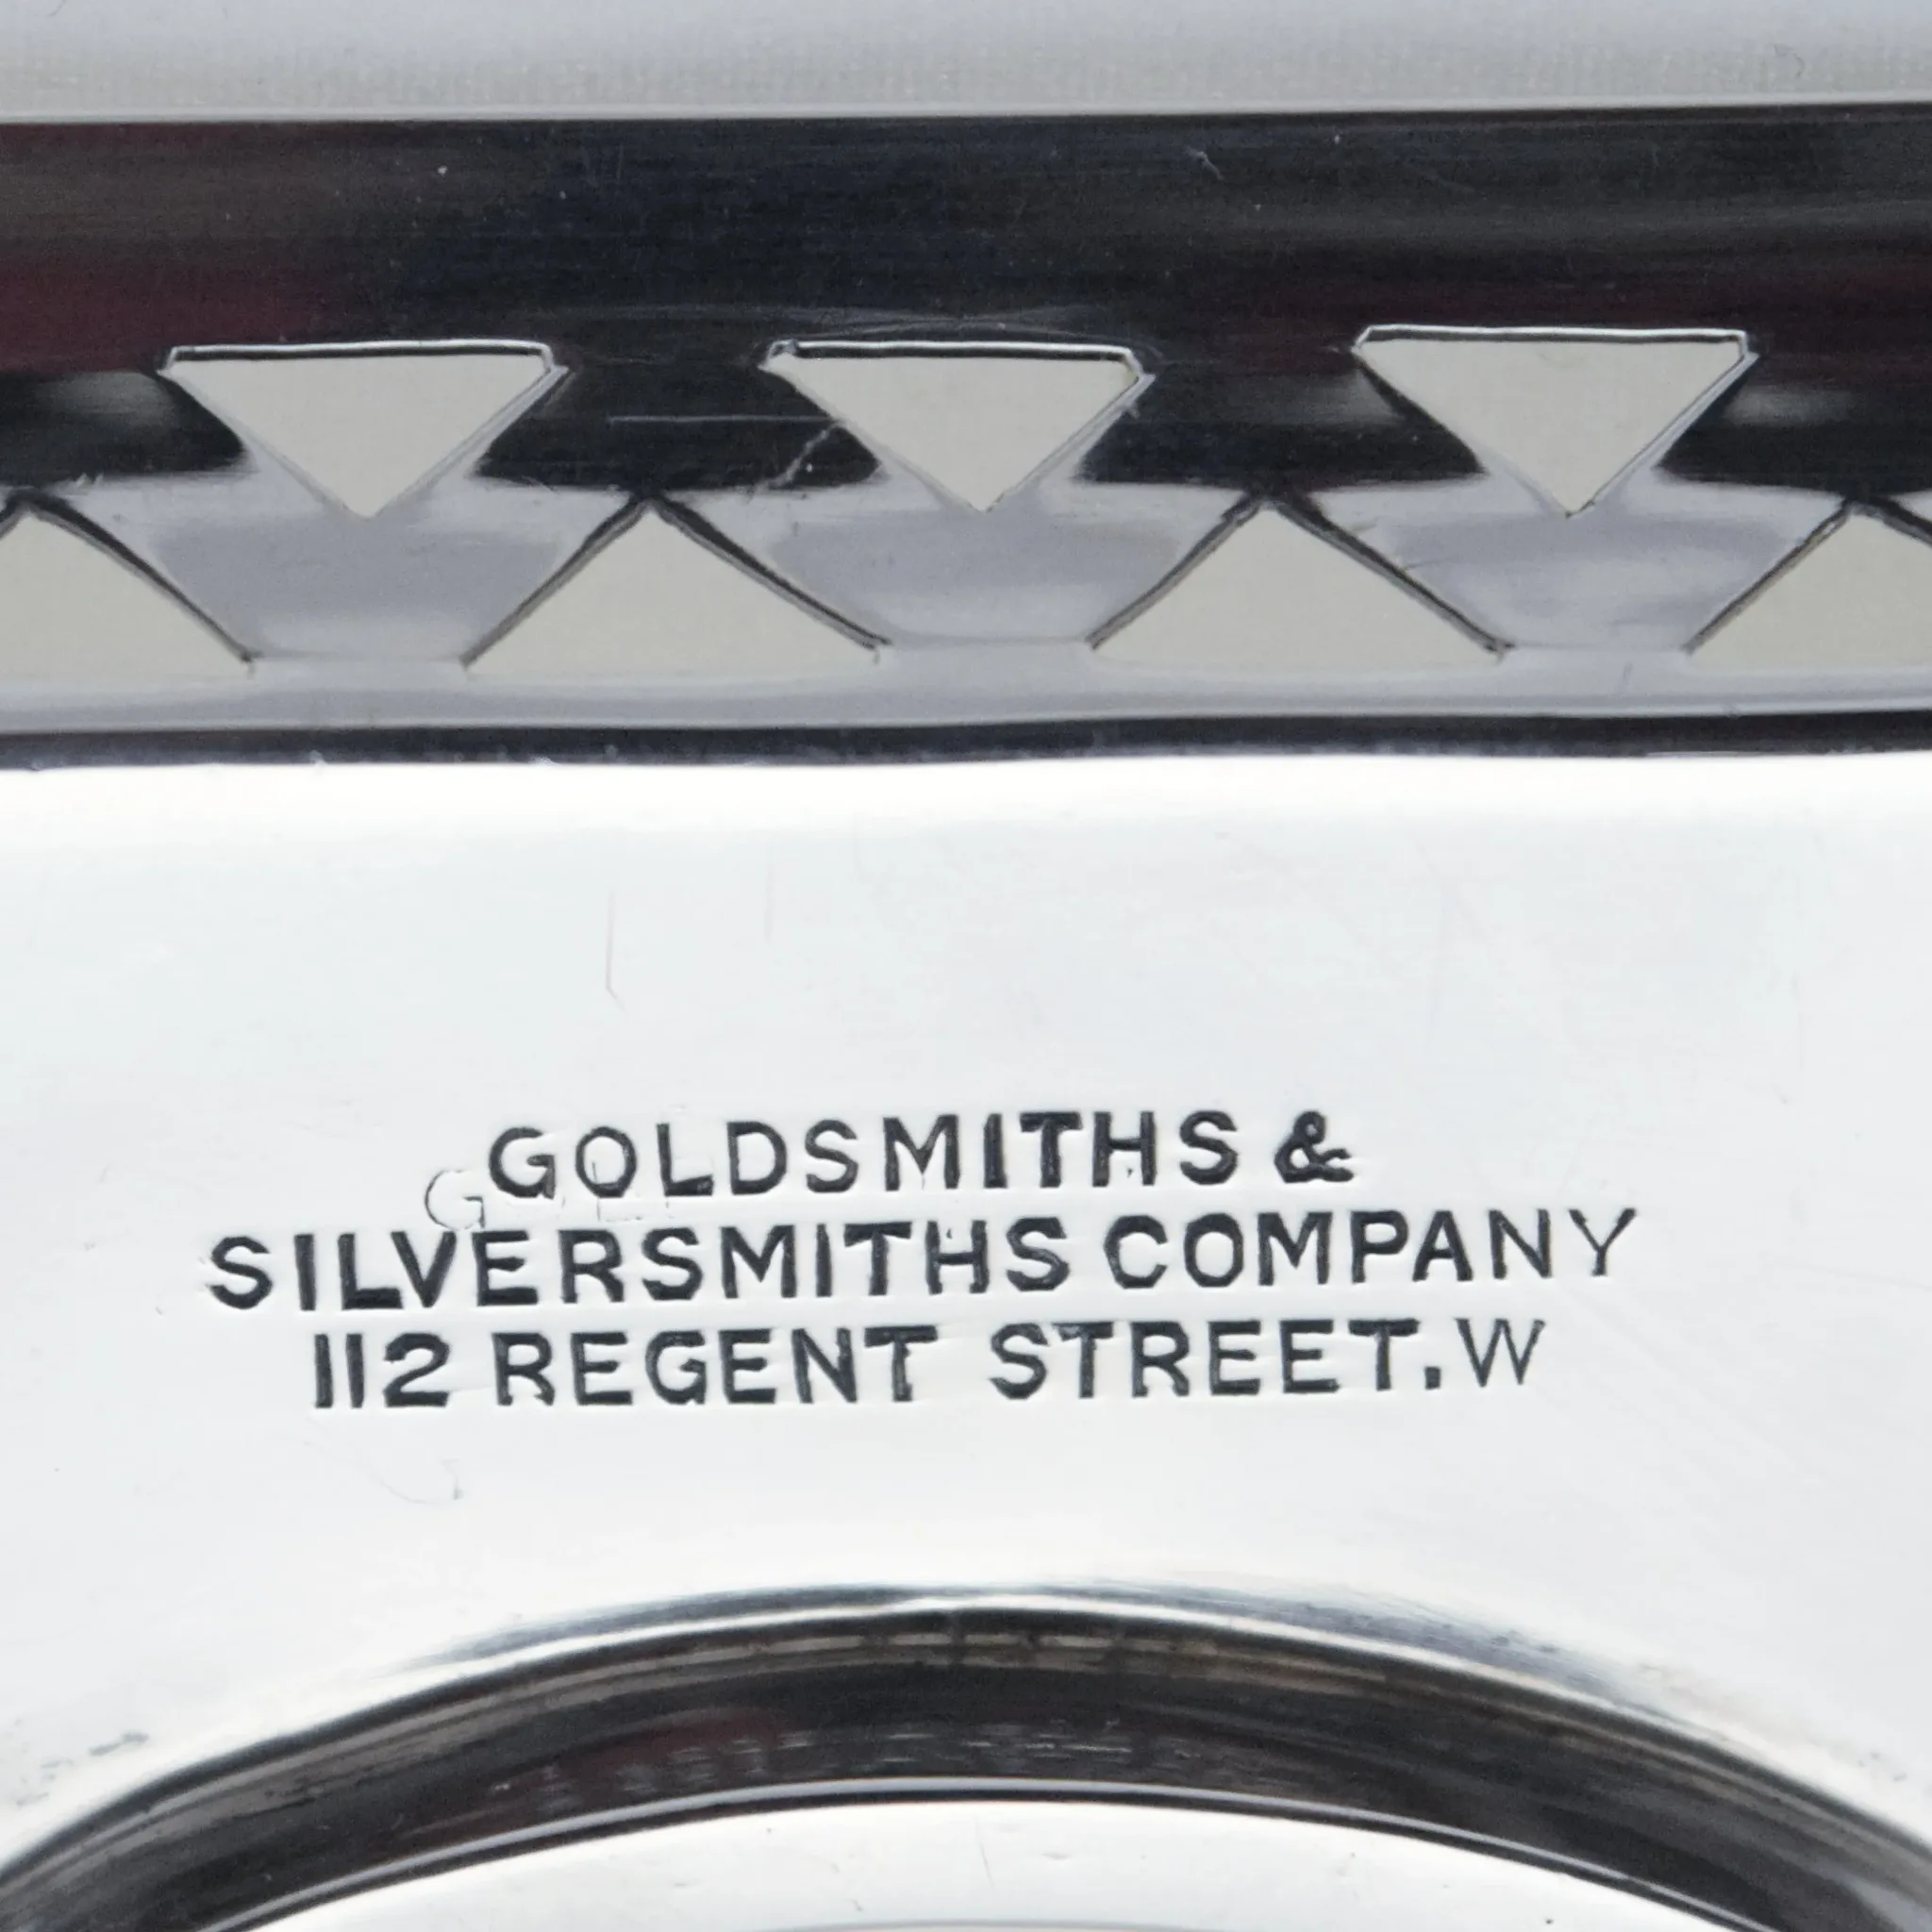 GOLDSMITHS &
SILVERSMITHS COMPANY
112 REGENT STREET.W